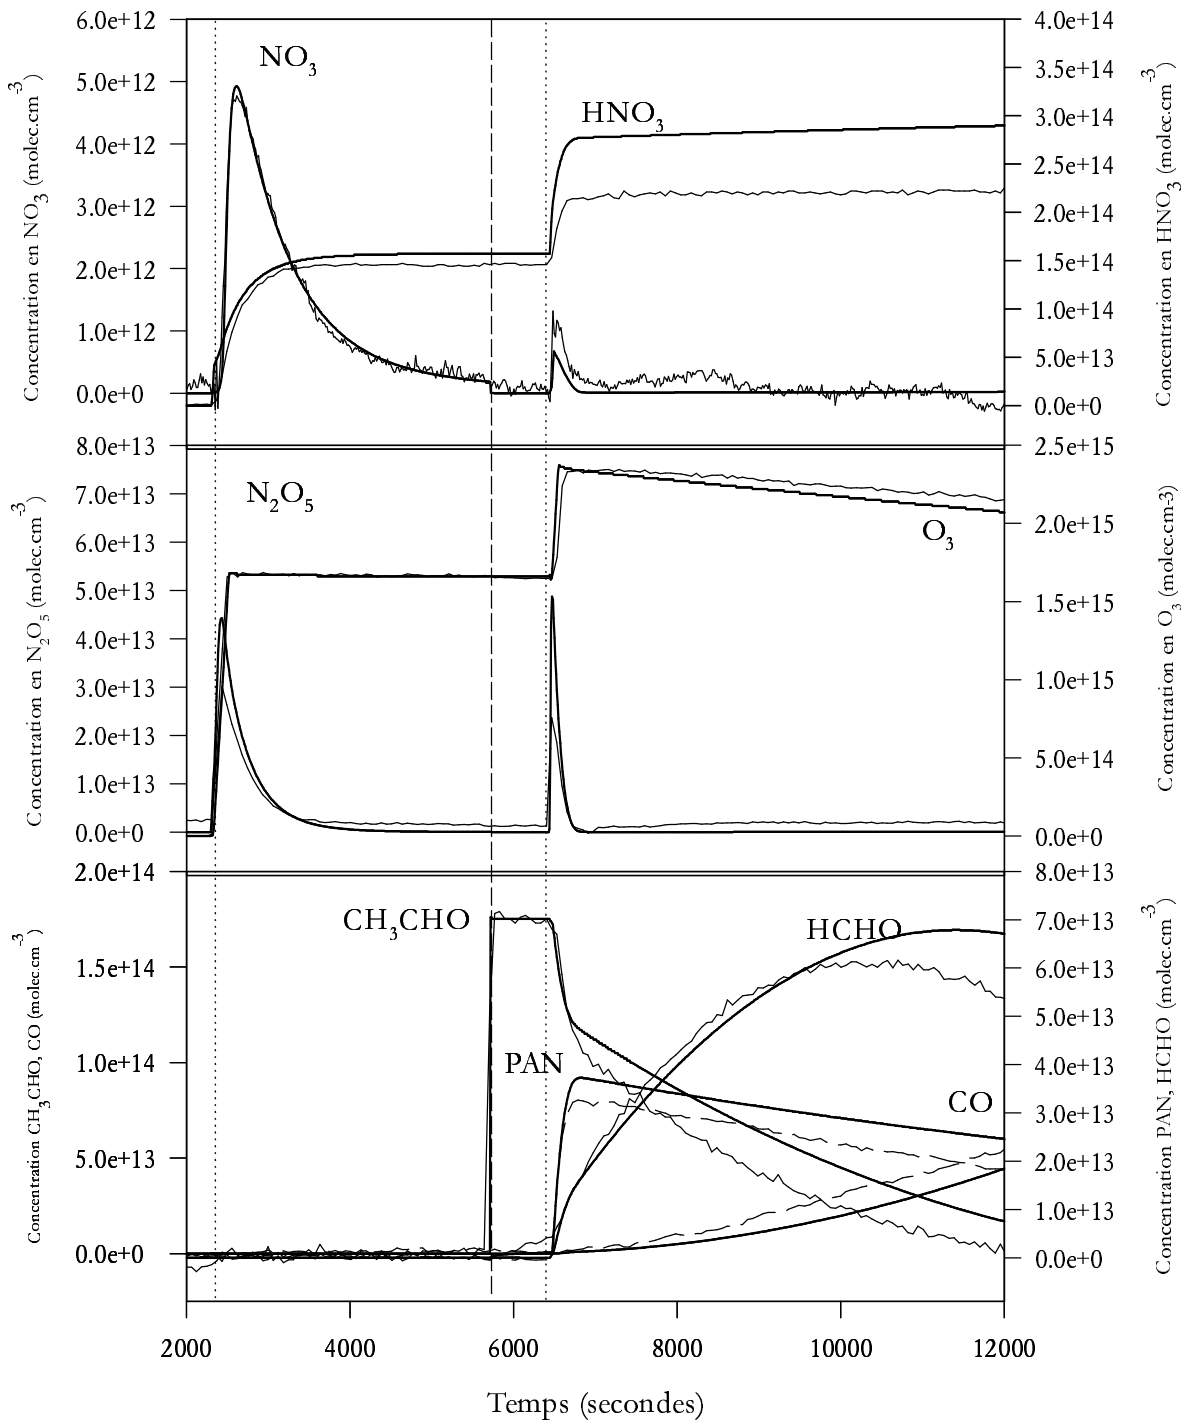 6.0e+12
5.0e+12
4.0e+12
3.0e+12
2.0e+12
1.0e+12
0.0e+0
Concentration en NO3 (molec.cm-3)
NO3
HNO3
4.0e+14
3.5e+14
3.0e+14
2.5e+14
2.0e+14
1.5e+14
1.0e+14
5.0e+13
0.0e+0
Concentration en HNO3 (molec.cm-3)
8.0e+13
7.0e+13
6.0e+13
5.0e+13
4.0e+13
3.0e+13
2.0e+13
1.0e+13
0.0e+0
Concentration en N2O5 (molec.cm-3)
N2O5
O3
2.5e+15
2.0e+15
1.5e+15
1.0e+15
5.0e+14
0.0e+0
Concentration en O3 (molec.cm-3)
2.0e+14
1.5e+14
1.0e+14
5.0e+13
0.0e+0
Concentration CH3CHO, CO (molec.cm-3)
CH3CHO
HCHO
PAN
CO
8.0e+13
7.0e+13
6.0e+13
5.0e+13
4.0e+13
3.0e+13
2.0e+13
1.0e+13
0.0e+0
Concentration PAN, HCHO (molec.cm-3)
2000 4000 6000 8000 10000 12000
Temps (secondes)